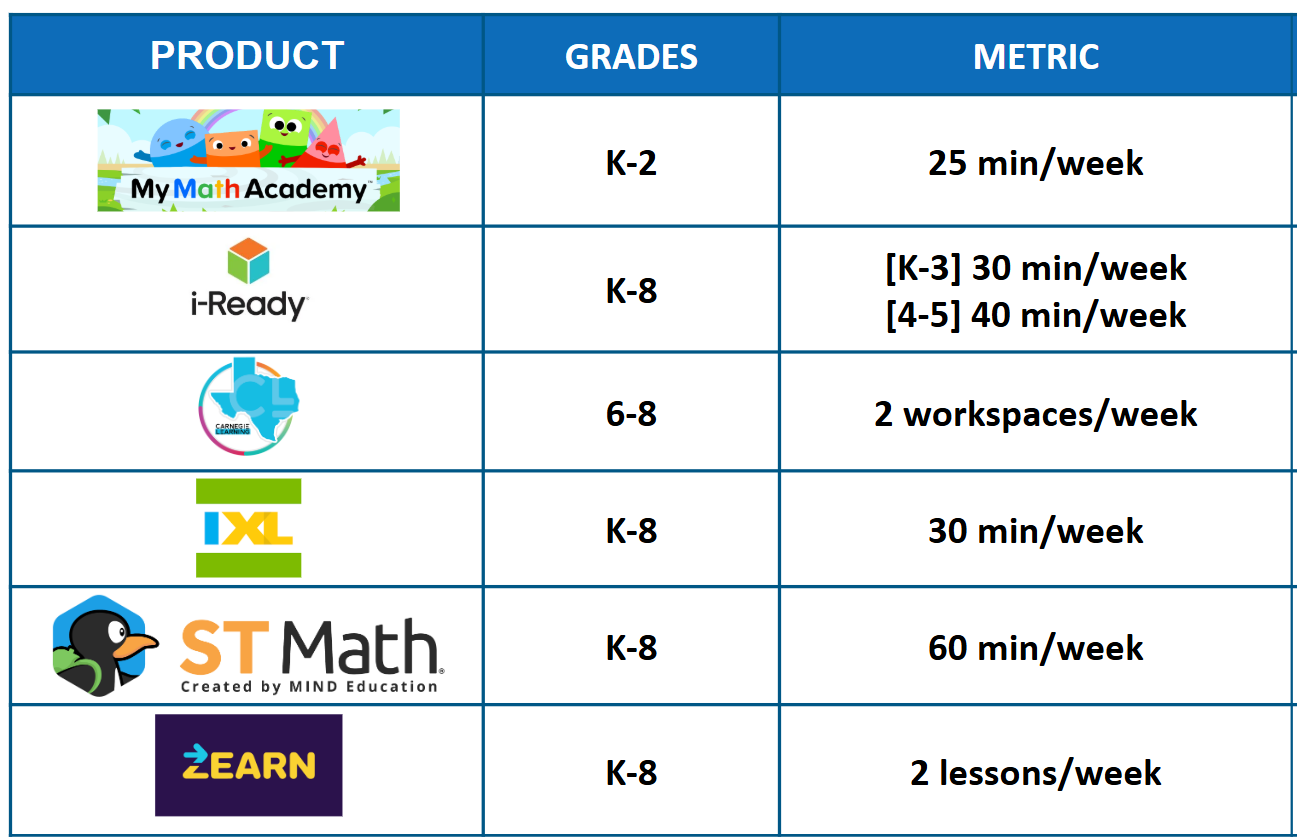 PRODUCT GRADES METRIC
My Math Academy™
K-2 25 min/week
i-Ready
K-8
[K-3] 30 min/week
[4-5] 40 min/week
CL
CARNEGIE
LEARNING
6-8 2 workspaces/week
IXL
K-8 30 min/week
ST Math®
Created by MIND Education
K-8 60 min/week
ZEARN
K-8 2 lessons/week